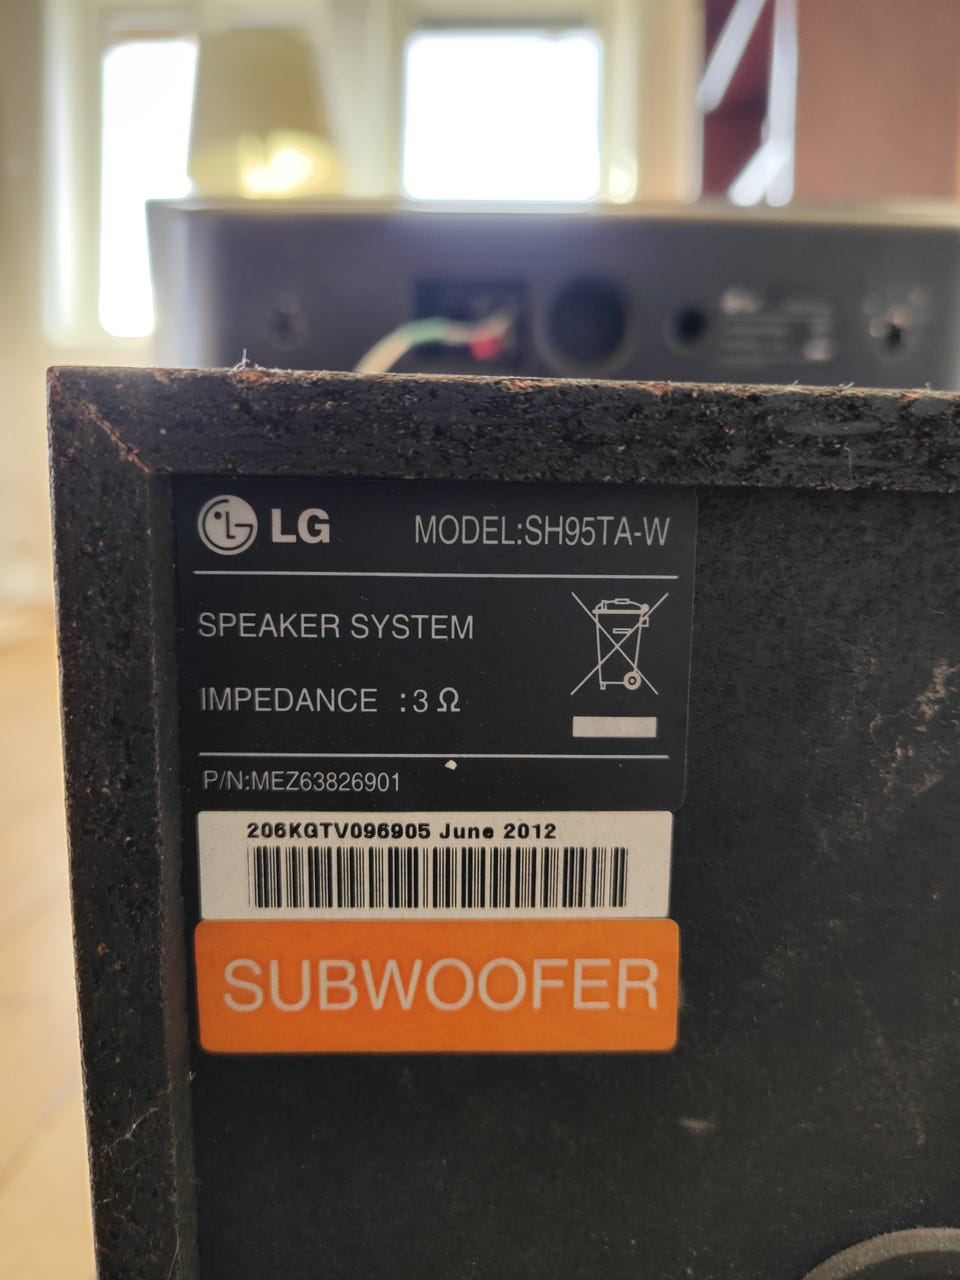 LG MODEL:SH95TA-W
SPEAKER SYSTEM
IMPEDANCE :3 Ω
P/N:MEZ63826901
206KGTV096905 June 2012
SUBWOOFER